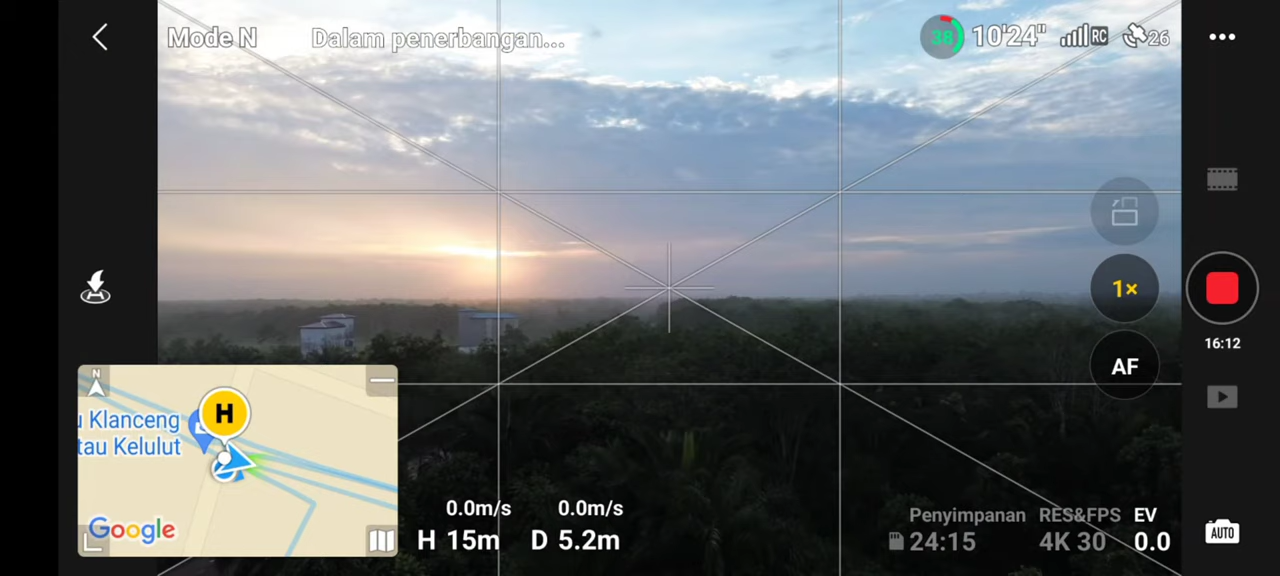 Mode N
Dalam penerbangan...
38
10'24"
RC
26
1×
16:12
AF
N
H
u Klanceng
tau Kelulut
Google
0.0m/s
0.0m/s
H 15m
D 5.2m
Penyimpanan
24:15
RES&FPS
4K 30
EV
0.0
AUTO